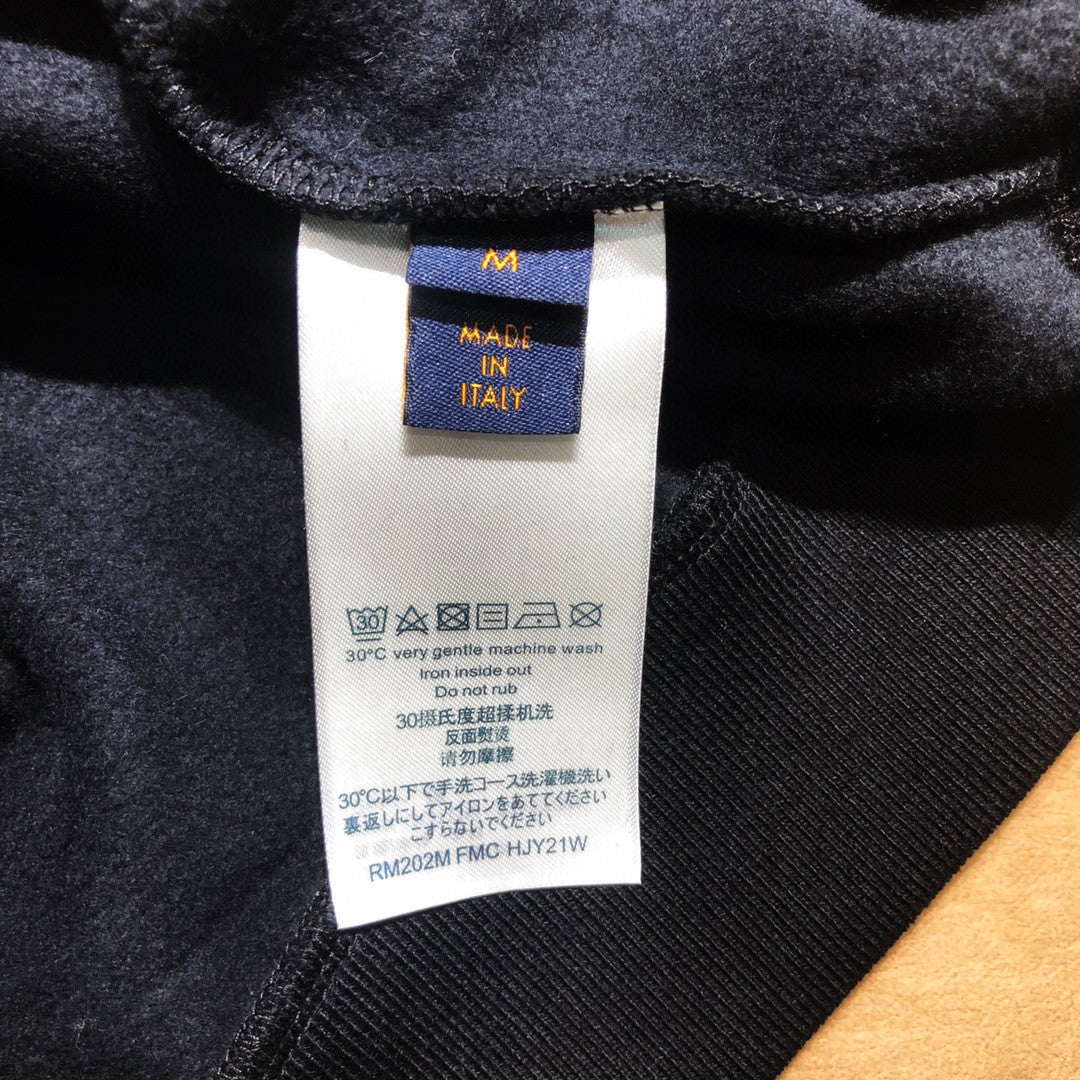 M
MADE
IN
ITALY
30
30°C very gentle machine wash
Iron inside out
Do not rub
30摄氏度超揉机洗
反面熨烫
请勿摩擦
30°C以下で手洗コース洗濯機洗い
裏返しにしてアイロンをあててください
こすらないでください
RM202M FMC HJY21W